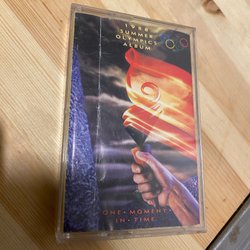 1988
SUMMER
OLYMPICS
ALBUM
ONE•MOMENT•
IN•TIME